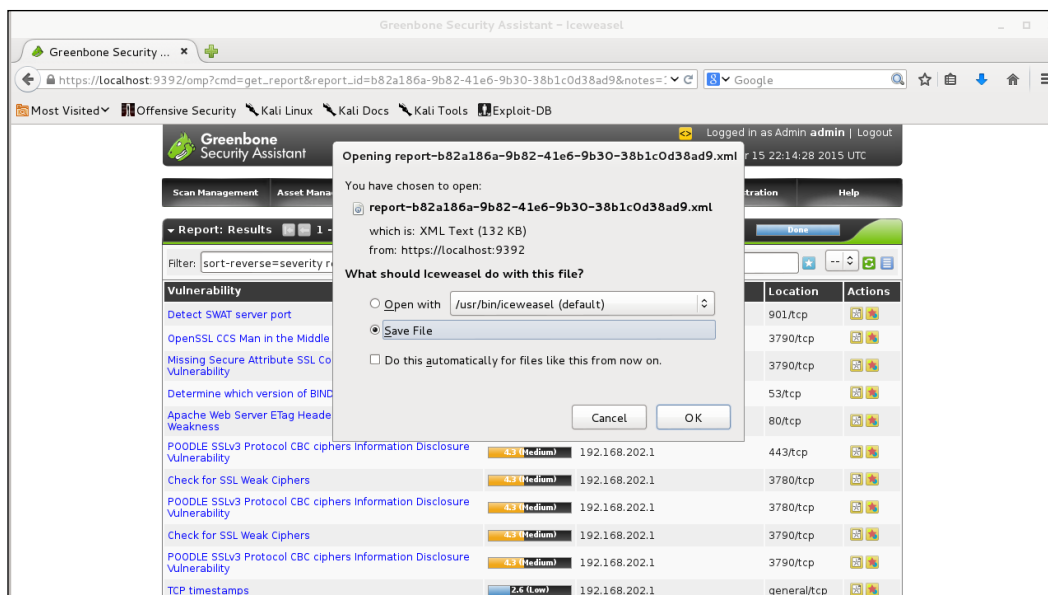 Greenbone Security Assistant - Iceweasel
Greenbone Security ...
https://localhost:9392/omp?cmd=get_report&report_id=b82a186a-9b82-41e6-9b30-38b1c0d38ad9&notes=
Google
Most Visited Offensive Security Kali Linux Kali Docs Kali Tools Exploit-DB
Greenbone
Security Assistant
Logged in as Admin admin | Logout
15 22:14:28 2015 UTC
Scan Management Asset Mana tration Help
Opening report-b82a186a-9b82-41e6-9b30-38b1c0d38ad9.xml
You have chosen to open:
report-b82a186a-9b82-41e6-9b30-38b1c0d38ad9.xml
which is: XML Text (132 KB)
from: https://localhost:9392
What should Iceweasel do with this file?
Open with /usr/bin/iceweasel (default)
Save File
Do this automatically for files like this from now on.
Cancel OK
Report: Results 1 - Done
Filter: sort-reverse=severity re --
Vulnerability Location Actions
Detect SWAT server port 901/tcp
OpenSSL CCS Man in the Middle 3790/tcp
Missing Secure Attribute SSL Co
Vulnerability 3790/tcp
Determine which version of BIND 53/tcp
Apache Web Server ETag Heade
Weakness 80/tcp
POODLE SSLv3 Protocol CBC ciphers Information Disclosure
Vulnerability 4.3 (Medium) 192.168.202.1 443/tcp
Check for SSL Weak Ciphers 4.3 (Medium) 192.168.202.1 3780/tcp
POODLE SSLv3 Protocol CBC ciphers Information Disclosure
Vulnerability 4.3 (Medium) 192.168.202.1 3780/tcp
Check for SSL Weak Ciphers 4.3 (Medium) 192.168.202.1 3790/tcp
POODLE SSLv3 Protocol CBC ciphers Information Disclosure
Vulnerability 4.3 (Medium) 192.168.202.1 3790/tcp
TCP timestamps 2.6 (Low) 192.168.202.1 general/tcp